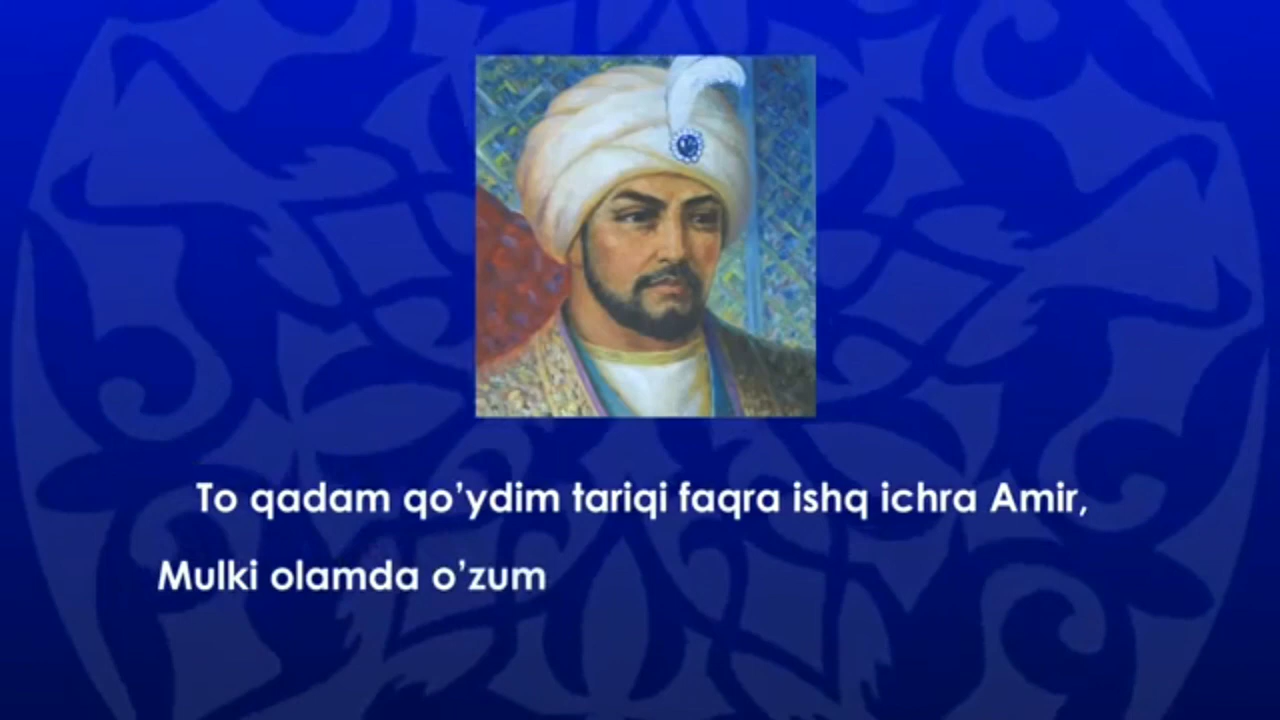 To qadam qo’ydim tariqi faqra ishq ichra Amir,
Mulki olamda o’zum